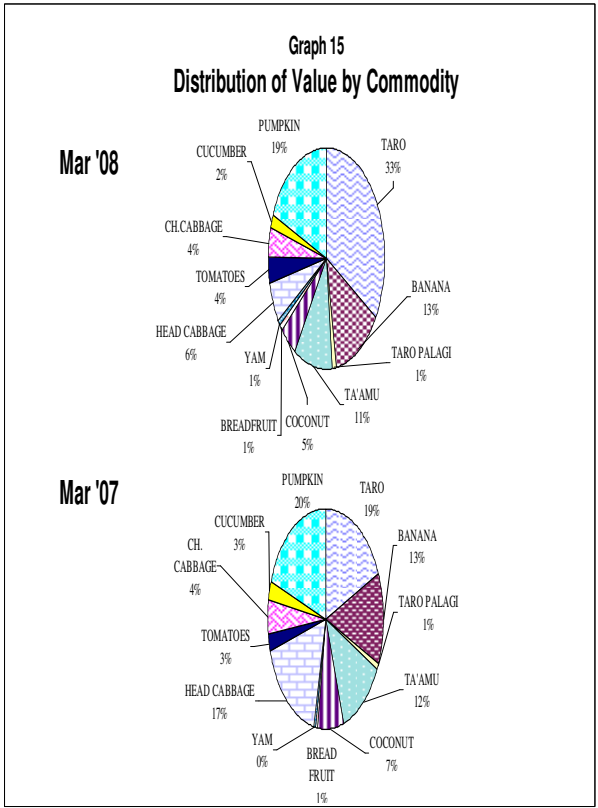 Graph 15
Distribution of Value by Commodity
Mar '08
PUMPKIN
19%
TARO
33%
CUCUMBER
2%
CH.CABBAGE
4%
TOMATOES
4%
BANANA
13%
HEAD CABBAGE
6%
YAM
1%
TARO PALAGI
1%
TA'AMU
11%
BREADFRUIT
1%
COCONUT
5%
Mar '07
PUMPKIN
20%
TARO
19%
CUCUMBER
3%
CH.
CABBAGE
4%
BANANA
13%
TARO PALAGI
1%
TOMATOES
3%
TA'AMU
12%
HEAD CABBAGE
17%
YAM
0%
BREAD
FRUIT
1%
COCONUT
7%